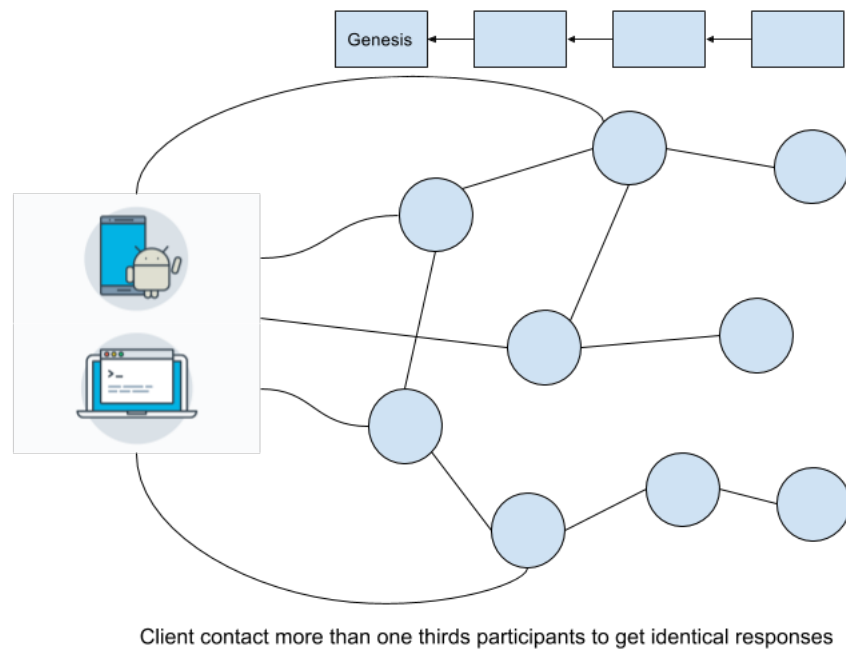 Genesis
>_
Client contact more than one thirds participants to get identical responses